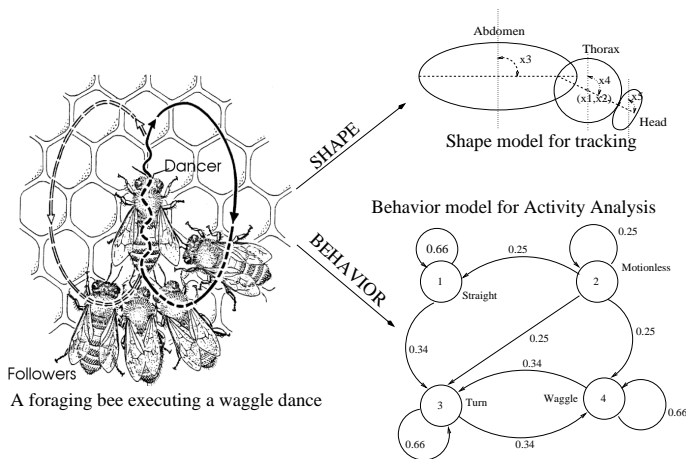 Dancer
Followers
A foraging bee executing a waggle dance
SHAPE
BEHAVIOR
Abdomen
Thorax
x3
x4
(x1,x2)
x5
Head
Shape model for tracking
Behavior model for Activity Analysis
0.66
0.25
0.25
1
2
Motionless
Straight
0.34
0.25
0.25
0.34
3
Turn
Waggle
4
0.66
0.34
0.66